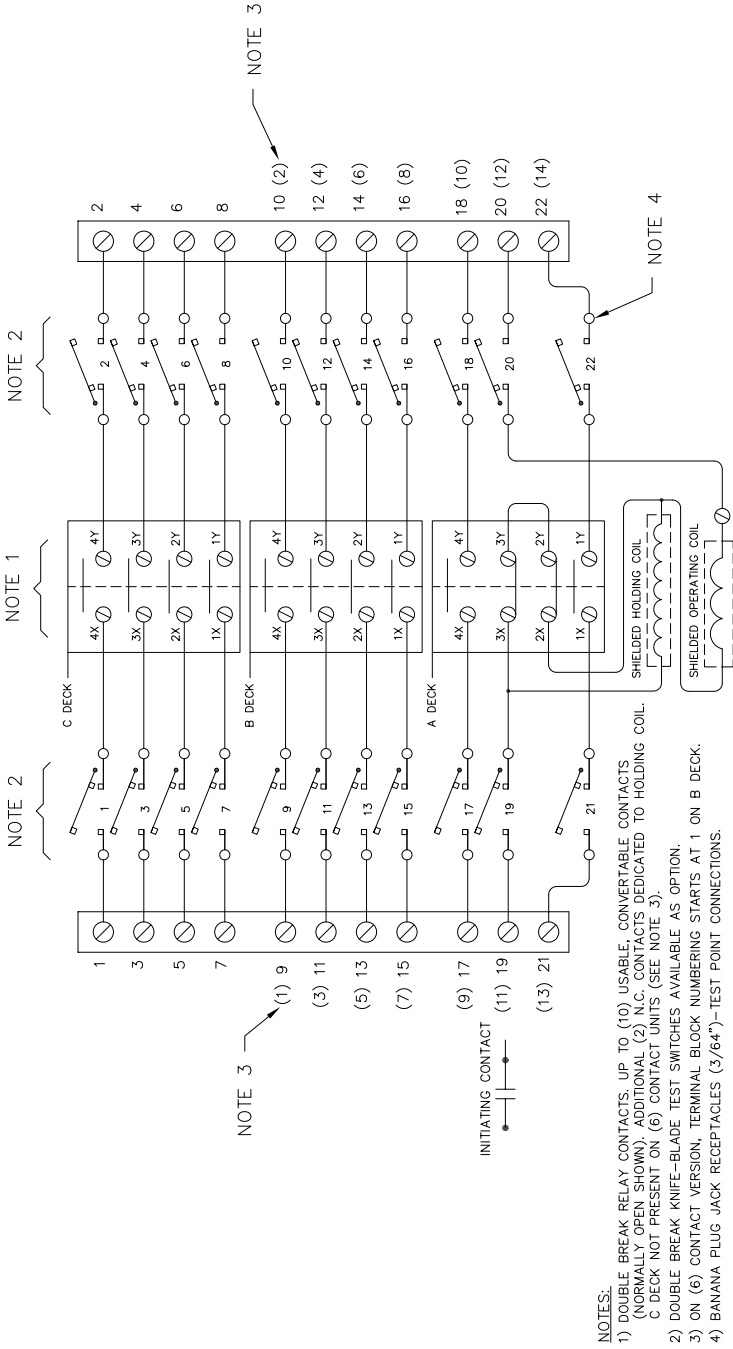 NOTE 2
NOTE 1
NOTE 2
C DECK
1
1
4X
4Y
2
2
3
3
3X
3Y
4
4
5
5
2X
2Y
6
6
7
7
1X
1Y
8
8
NOTE 3
B DECK
(1) 9
9
4X
4Y
10
10 (2)
NOTE 3
(3) 11
11
3X
3Y
12
12 (4)
(5) 13
13
2X
2Y
14
14 (6)
(7) 15
15
1X
1Y
16
16 (8)
A DECK
(9) 17
17
4X
4Y
18
18 (10)
(11) 19
19
3X
3Y
20
20 (12)
INITIATING CONTACT
(13) 21
2X
2Y
22 (14)
21
1X
1Y
22
NOTE 4
SHIELDED HOLDING COIL
SHIELDED OPERATING COIL
NOTES:
1) DOUBLE BREAK RELAY CONTACTS. UP TO (10) USABLE, CONVERTABLE CONTACTS
(NORMALLY OPEN SHOWN). ADDITIONAL (2) N.C. CONTACTS DEDICATED TO HOLDING COIL.
C DECK NOT PRESENT ON (6) CONTACT UNITS (SEE NOTE 3).
2) DOUBLE BREAK KNIFE-BLADE TEST SWITCHES AVAILABLE AS OPTION.
3) ON (6) CONTACT VERSION, TERMINAL BLOCK NUMBERING STARTS AT 1 ON B DECK.
4) BANANA PLUG JACK RECEPTACLES (3/64")-TEST POINT CONNECTIONS.